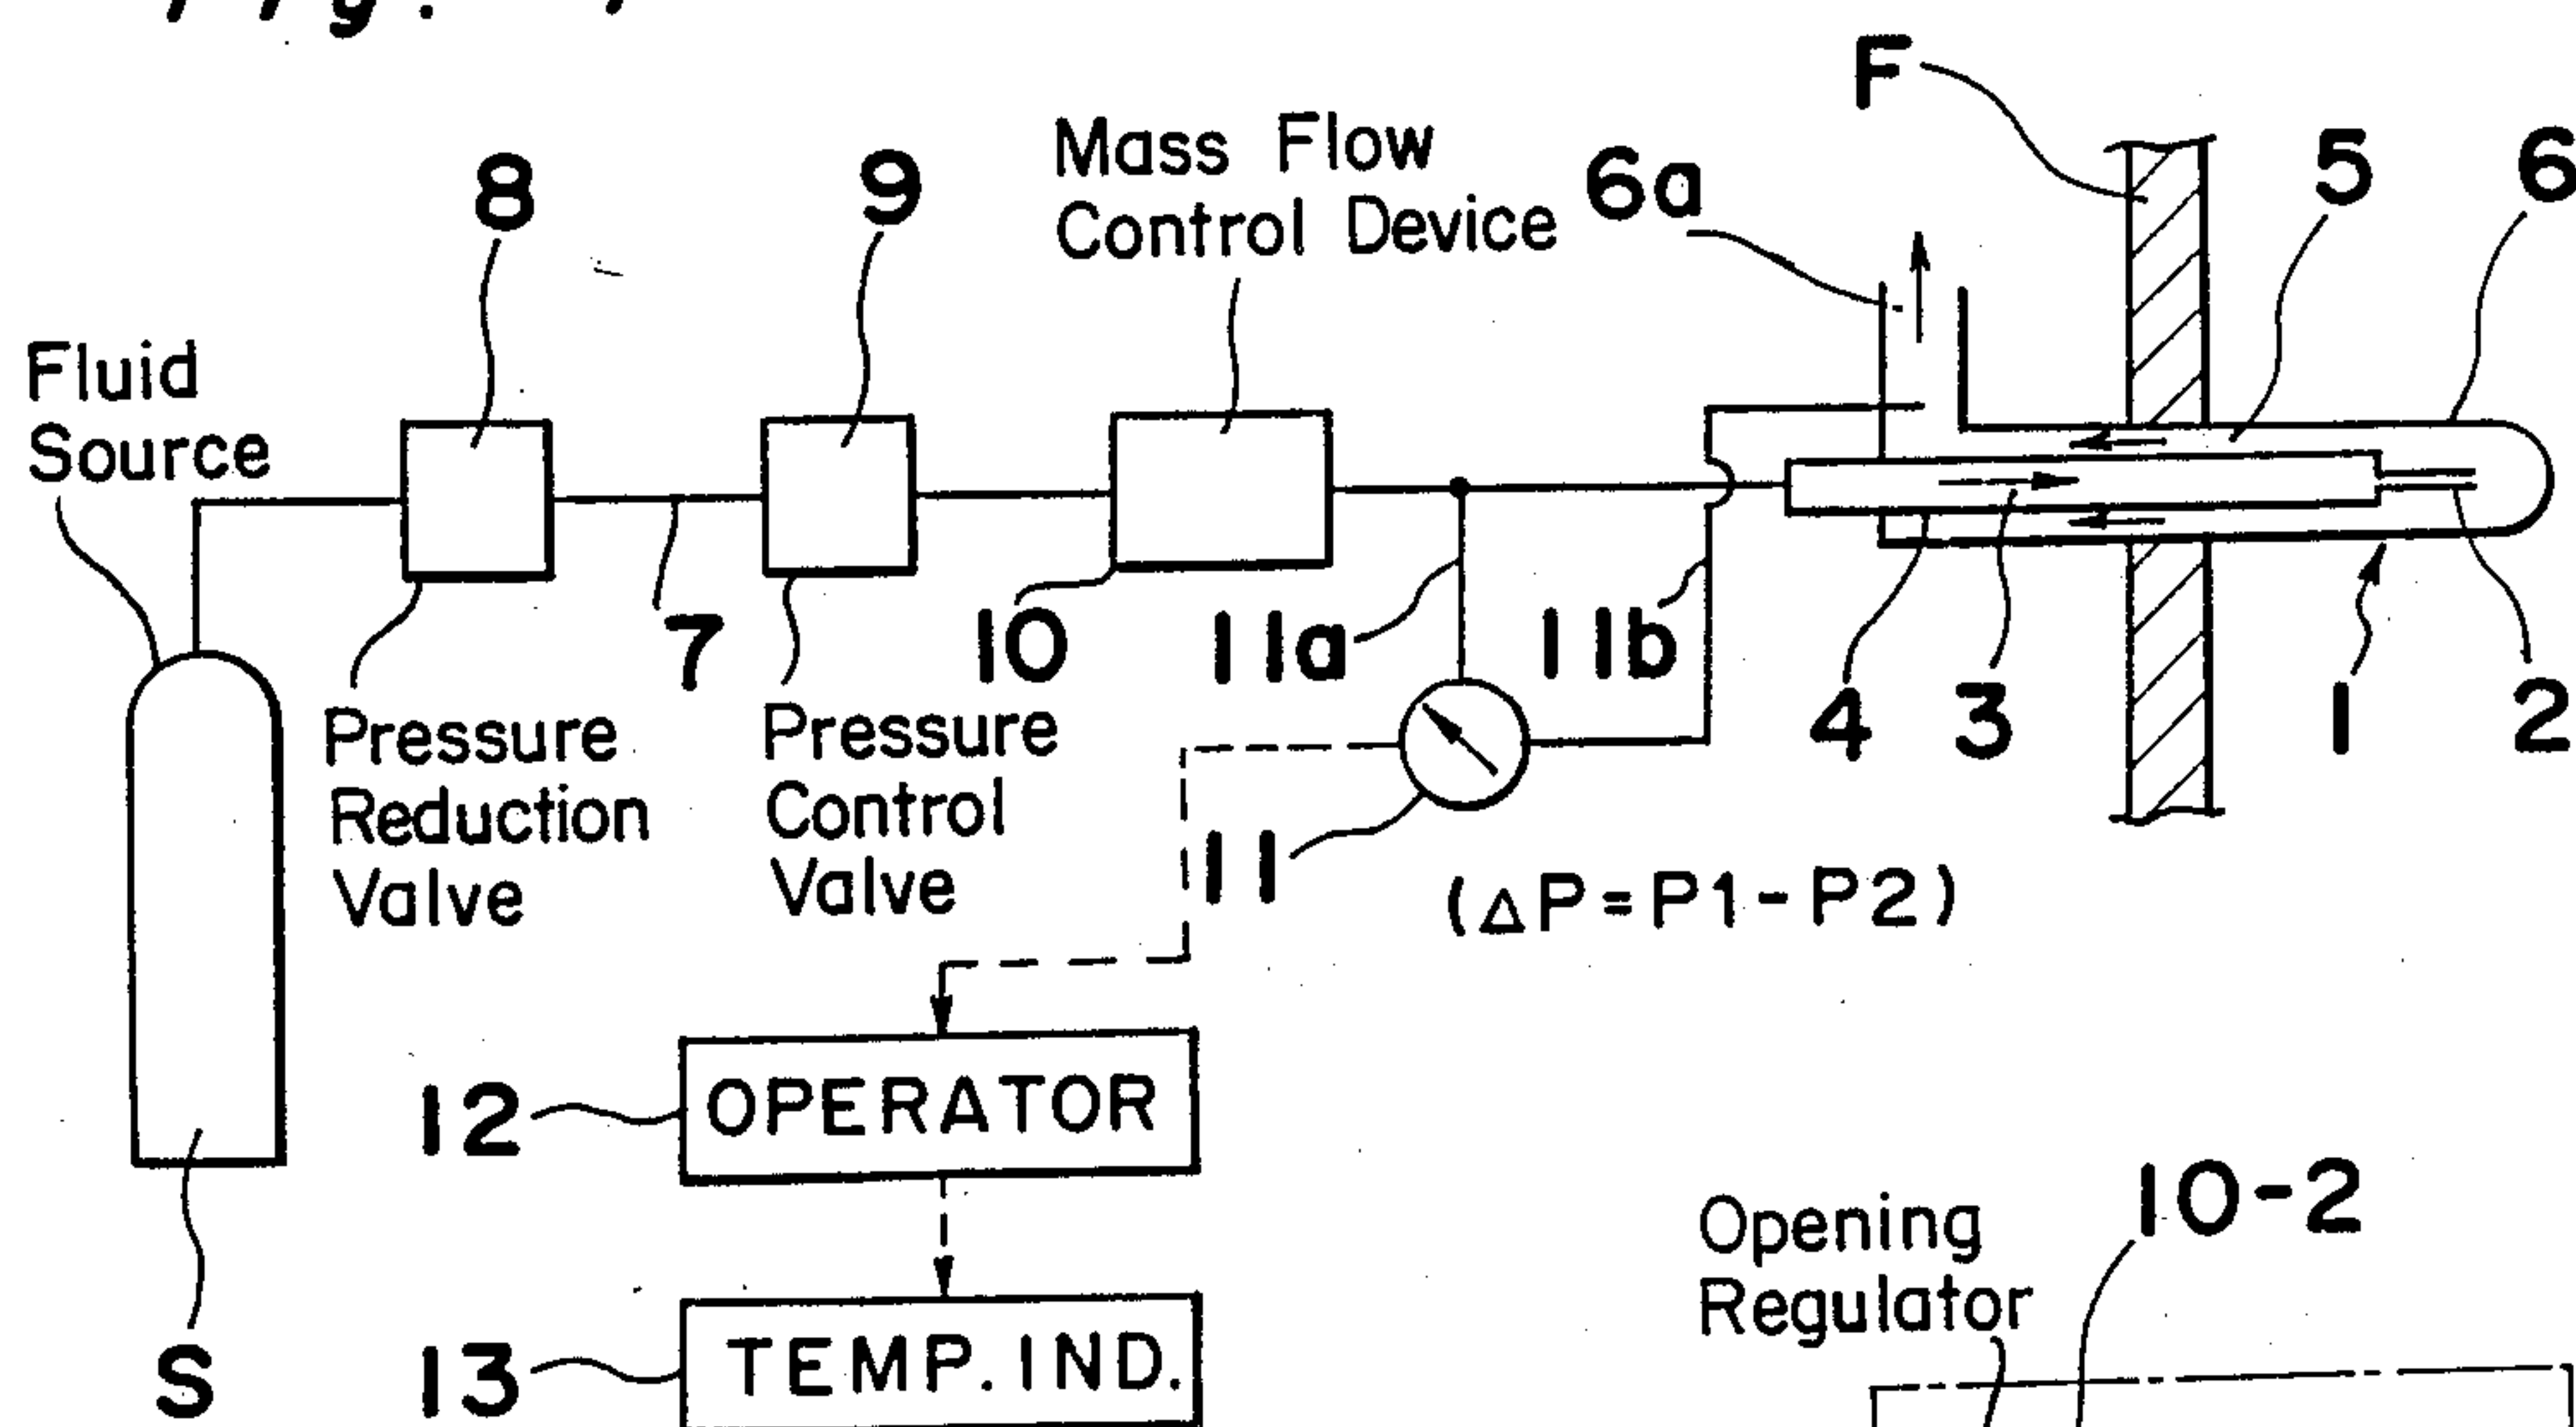 Fig.
F
Mass Flow
Control Device
8
9
6a
5
6
Fluid
Source
7
10
11a
11b
4
3
1
2
Pressure
Reduction
Valve
Pressure
Control
Valve
11
(ΔP=P1-P2)
12
OPERATOR
10-2
Opening
Regulator
S
13
TEMP. IND.